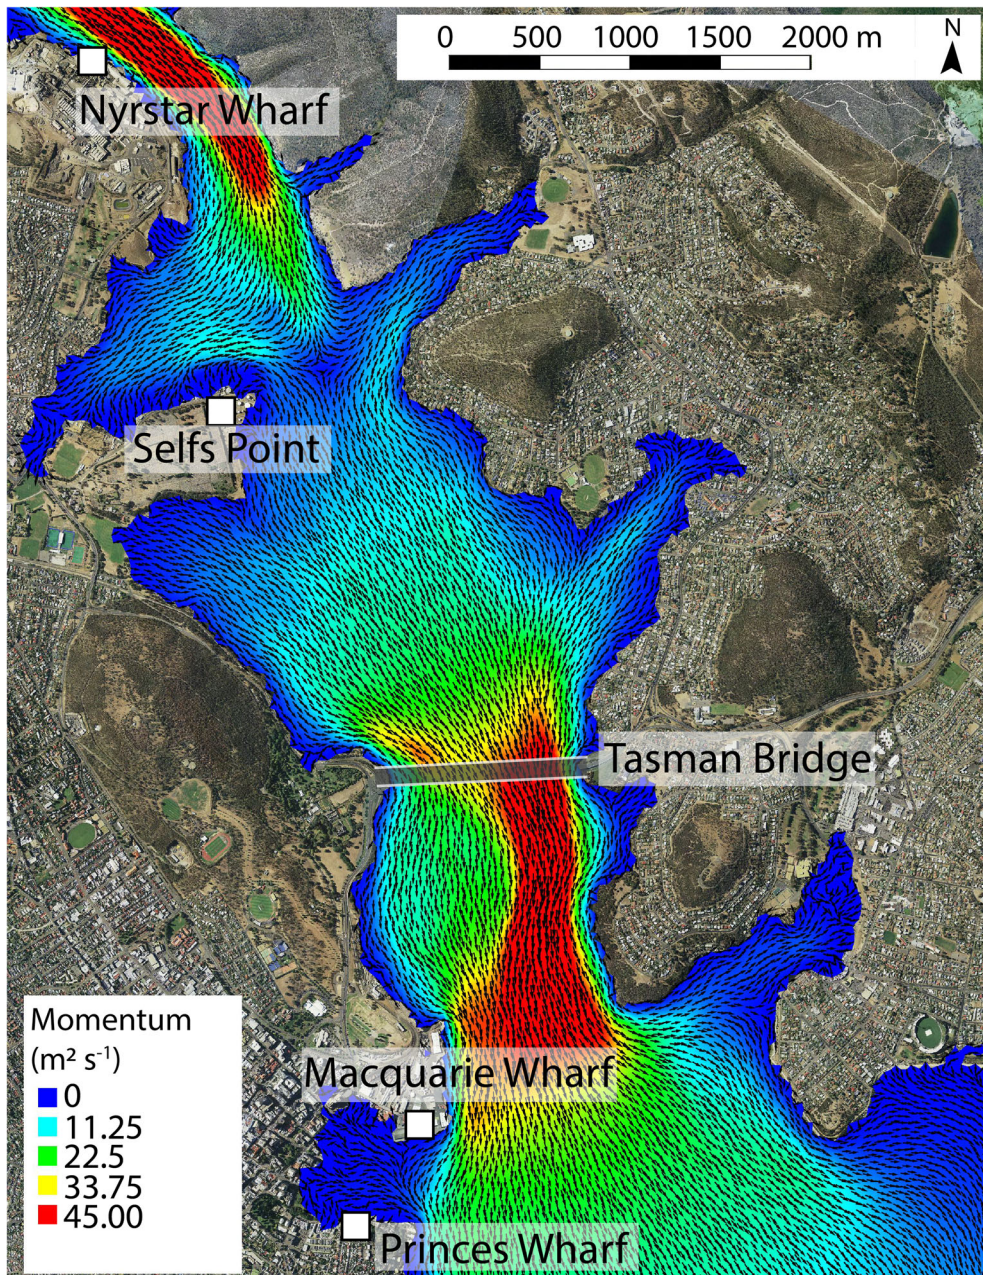 0 500 1000 1500 2000 m
N
Nyrstar Wharf
Selfs Point
Tasman Bridge
Macquarie Wharf
Princes Wharf
Momentum
(m² s⁻¹)
0
11.25
22.5
33.75
45.00